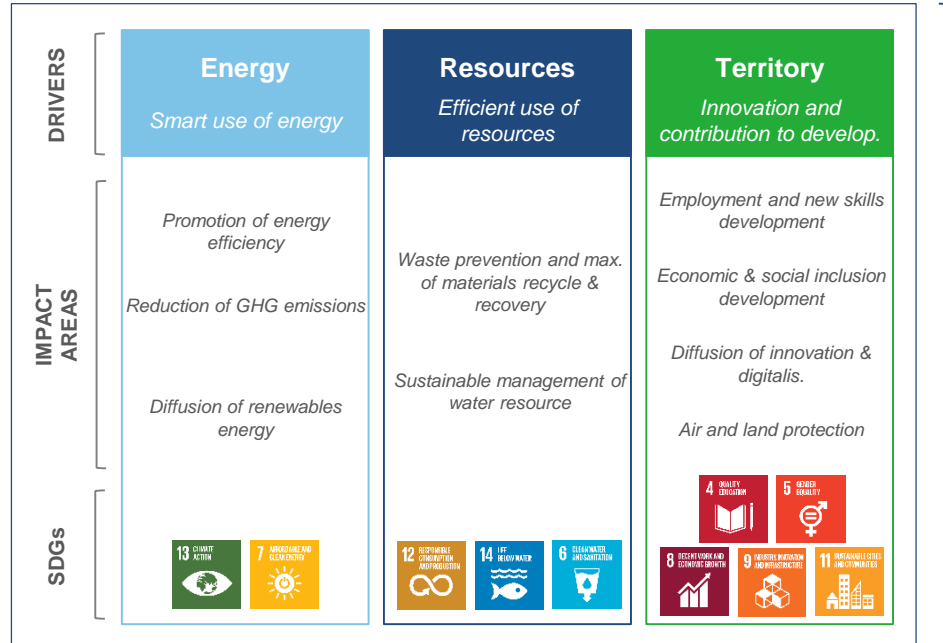 DRIVERS
Energy
Smart use of energy
Resources
Efficient use of
resources
Territory
Innovation and
contribution to develop.
IMPACT
AREAS
Promotion of energy
efficiency
Reduction of GHG emissions
Diffusion of renewables
energy
Waste prevention and max.
of materials recycle &
recovery
Sustainable management of
water resource
Employment and new skills
development
Economic & social inclusion
development
Diffusion of innovation &
digitalis.
Air and land protection
SDGs
13 CLIMATE
ACTION
7 AFFORDABLE AND
CLEAN ENERGY
12 RESPONSIBLE
CONSUMPTION
AND PRODUCTION
14 LIFE
BELOW WATER
6 CLEAN WATER
AND SANITATION
4 QUALITY
EDUCATION
5 GENDER
EQUALITY
8 DECENT WORK AND
ECONOMIC GROWTH
9 INDUSTRY, INNOVATION
AND INFRASTRUCTURE
11 SUSTAINABLE CITIES
AND COMMUNITIES